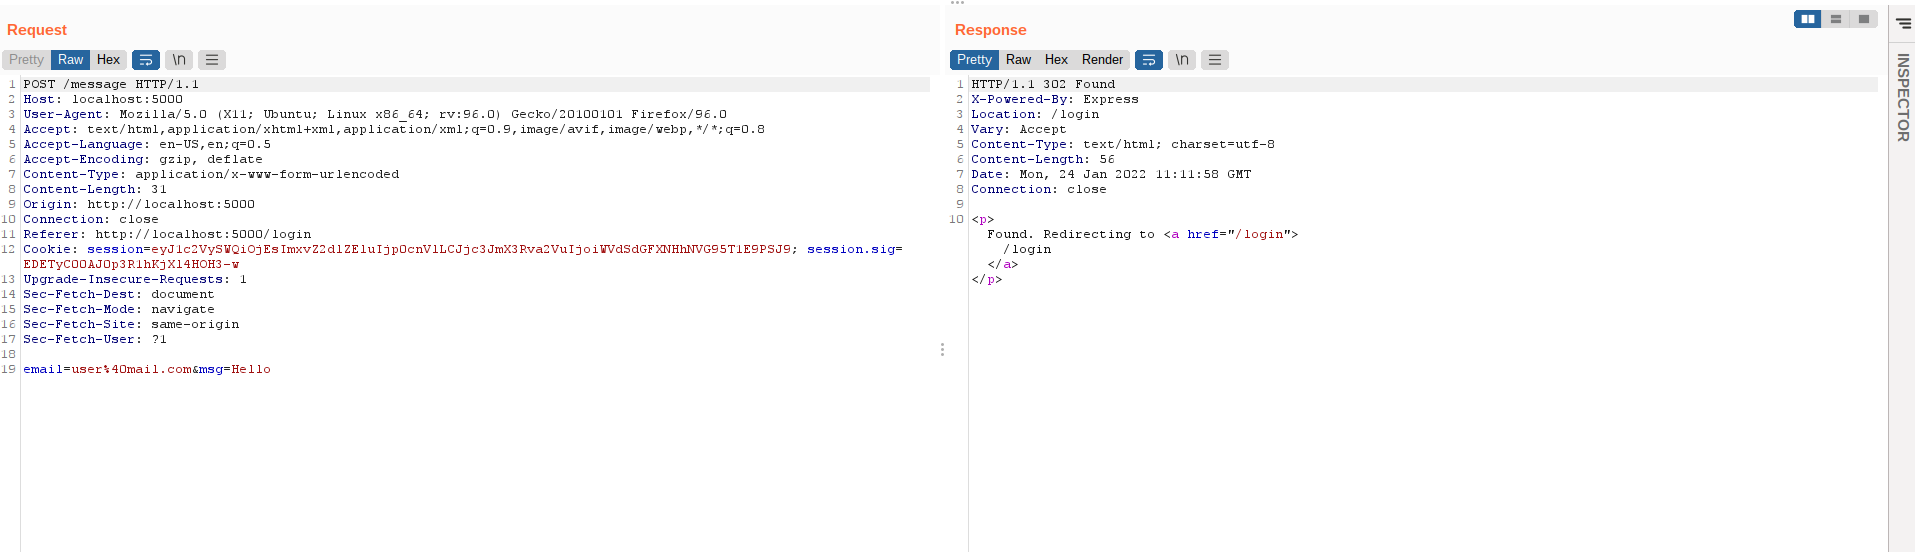 Request
Pretty Raw Hex \n
1 POST /message HTTP/1.1
2 Host: localhost:5000
3 User-Agent: Mozilla/5.0 (X11; Ubuntu; Linux x86_64; rv:96.0) Gecko/20100101 Firefox/96.0
4 Accept: text/html,application/xhtml+xml,application/xml;q=0.9,image/avif,image/webp,*/*;q=0.8
5 Accept-Language: en-US,en;q=0.5
6 Accept-Encoding: gzip, deflate
7 Content-Type: application/x-www-form-urlencoded
8 Content-Length: 31
9 Origin: http://localhost:5000
10 Connection: close
11 Referer: http://localhost:5000/login
12 Cookie: session=eyJ1c2VySWQiOjEsImxvZ2dlZEluIjp0cnVlLCJjc3JmX3Rva2VuIjoiWVdSdGFXNHhNVG95T1E9PSJ9; session.sig=
EDETyC00AJ0p3R1hKjXl4HOH3-w
13 Upgrade-Insecure-Requests: 1
14 Sec-Fetch-Dest: document
15 Sec-Fetch-Mode: navigate
16 Sec-Fetch-Site: same-origin
17 Sec-Fetch-User: ?1
18
19 email=user%40mail.com&msg=Hello
Response
Pretty Raw Hex Render \n
1 HTTP/1.1 302 Found
2 X-Powered-By: Express
3 Location: /login
4 Vary: Accept
5 Content-Type: text/html; charset=utf-8
6 Content-Length: 56
7 Date: Mon, 24 Jan 2022 11:11:58 GMT
8 Connection: close
9
10 <p>
Found. Redirecting to <a href="/login">
/login
</a>
</p>
INSPECTOR